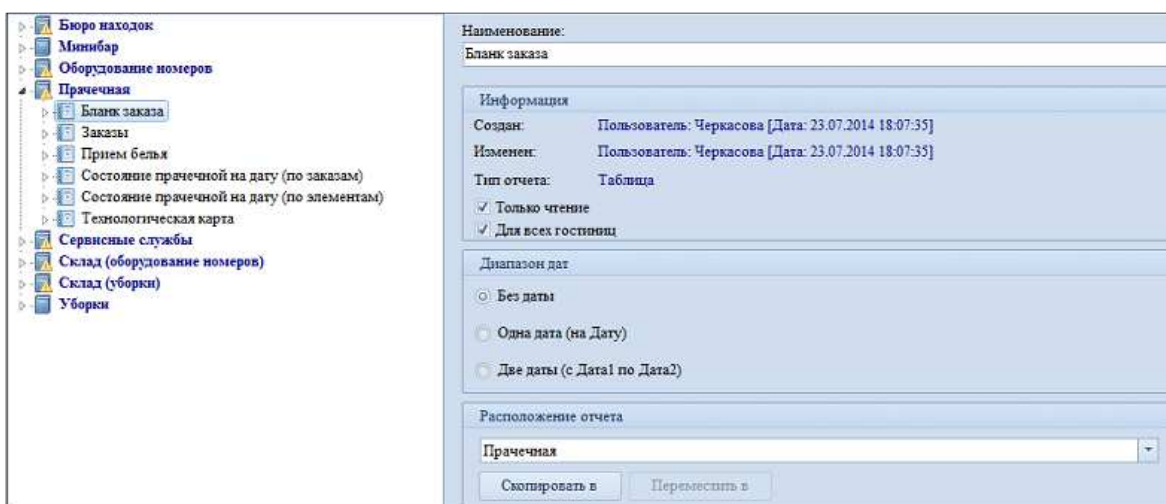 Бюро находок
Минибар
Оборудование номеров
Прачечная
Бланк заказа
Заказы
Прием белья
Состояние прачечной на дату (по заказам)
Состояние прачечной на дату (по элементам)
Технологическая карта
Сервисные службы
Склад (оборудование номеров)
Склад (уборки)
Уборки
Наименование:
Бланк заказа
Информация
Создан: Пользователь: Черкасова [Дата: 23.07.2014 18:07:35]
Изменен: Пользователь: Черкасова [Дата: 23.07.2014 18:07:35]
Тип отчета: Таблица
Только чтение
Для всех гостиниц
Диапазон дат
Без даты
Одна дата (на Дату)
Две даты (с Дата1 по Дата2)
Расположение отчета
Прачечная
Скопировать в Переместить в